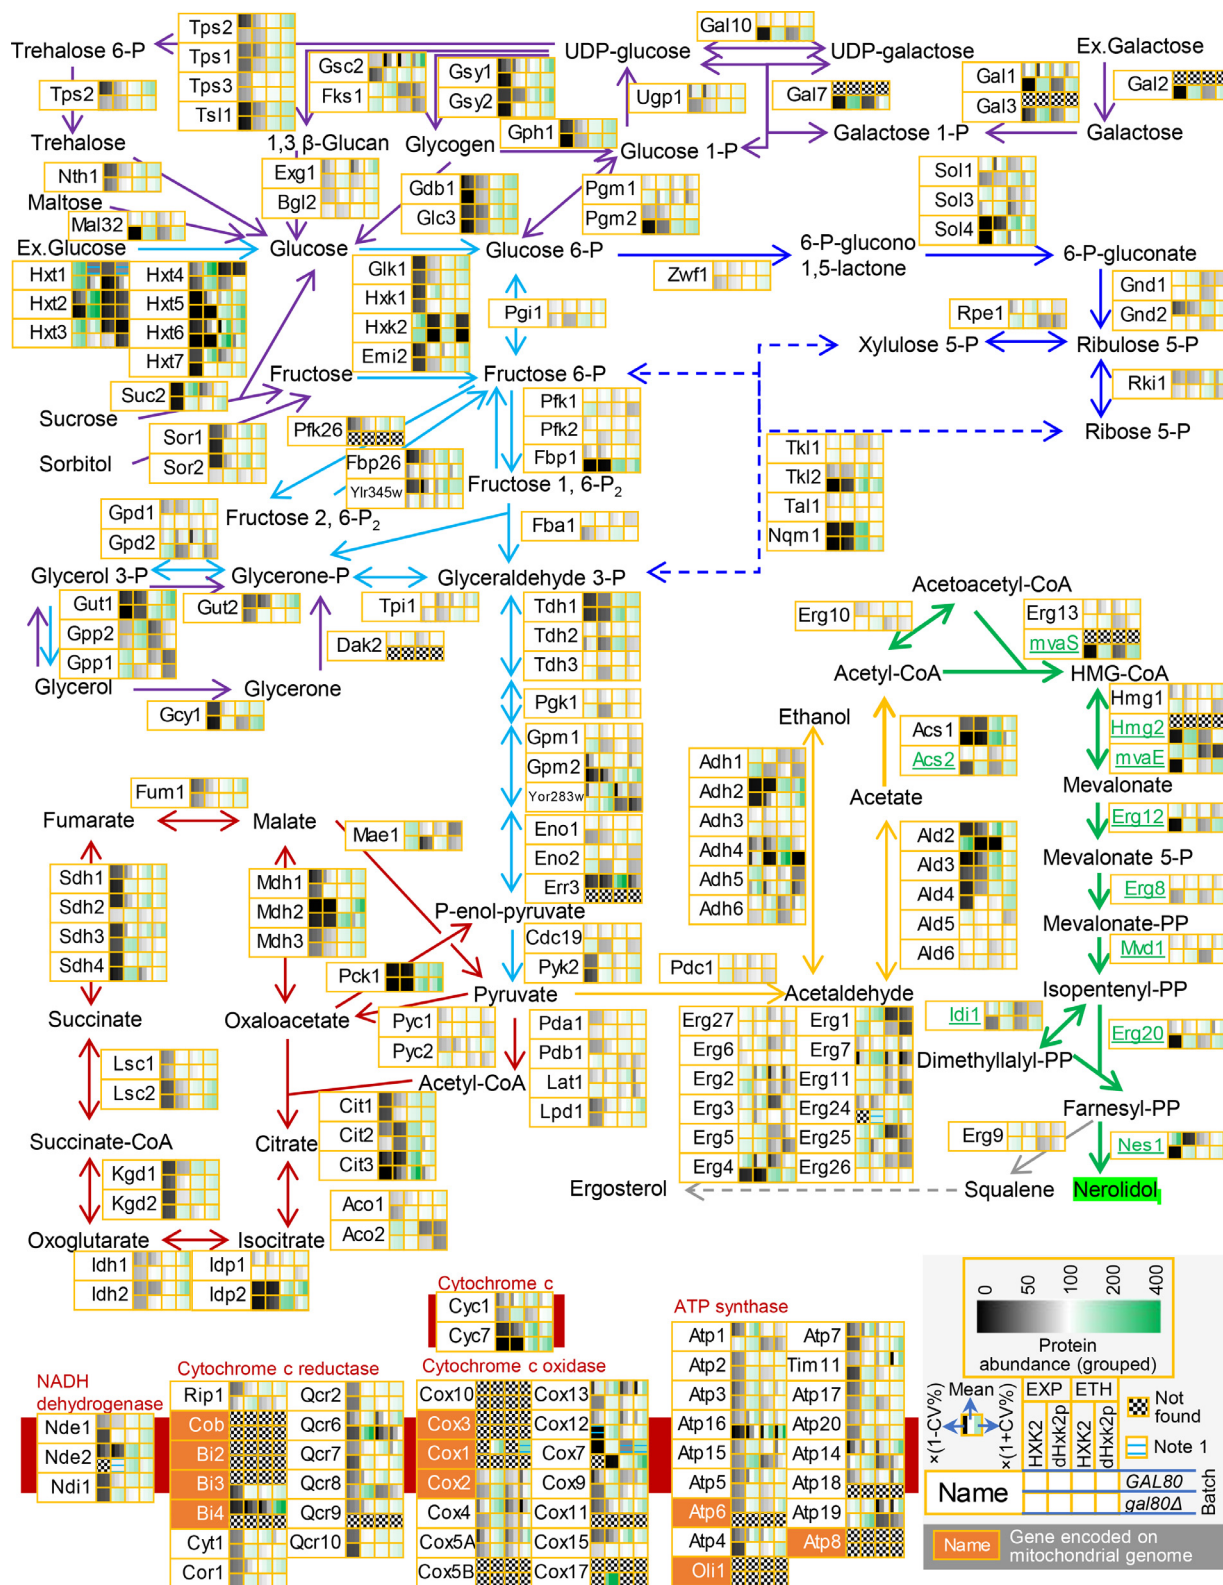 Tps2
Gal10
Trehalose 6-P
Tps1
UDP-glucose
UDP-galactose
Ex.Galactose
Gsc2
Gsy1
Gal1
Tps3
Fks1
Gsy2
Tps2
Tsl1
Ugp1
Gal7
Gal3
Gal2
Trehalose
1,3 β-Glucan
Glycogen
Gph1
Glucose 1-P
Galactose 1-P
Galactose
Nth1
Exg1
Gdb1
Pgm1
Sol1
Maltose
Bgl2
Glc3
Pgm2
Sol3
Mal32
Sol4
Ex.Glucose
Glucose
Glucose 6-P
6-P-glucono
1,5-lactone
6-P-gluconate
Hxt1
Hxt4
Glk1
Zwf1
Gnd1
Hxt2
Hxt5
Hxk1
Pgi1
Rpe1
Gnd2
Hxt3
Hxt6
Hxk2
Xylulose 5-P
Ribulose 5-P
Hxt7
Emi2
Fructose
Fructose 6-P
Rki1
Suc2
Pfk1
Sucrose
Pfk26
Pfk2
Ribose 5-P
Sor1
Fbp26
Fbp1
Tkl1
Sorbitol
Sor2
Ylr345w
Fructose 1, 6-P2
Tkl2
Gpd1
Fructose 2, 6-P2
Fba1
Tal1
Gpd2
Nqm1
Glycerol 3-P
Glycerone-P
Glyceraldehyde 3-P
Acetoacetyl-CoA
Gut1
Gut2
Tpi1
Tdh1
Erg10
Erg13
Gpp2
Dak2
Tdh2
mvaS
Gpp1
Tdh3
Acetyl-CoA
HMG-CoA
Glycerol
Glycerone
Pgk1
Hmg1
Gcy1
Ethanol
Acs1
Hmg2
Gpm1
Adh1
Acs2
mvaE
Gpm2
Adh2
Acetate
Mevalonate
Fum1
Yor283w
Adh3
Erg12
Fumarate
Malate
Mae1
Eno1
Adh4
Ald2
Mevalonate 5-P
Sdh1
Mdh1
Eno2
Adh5
Ald3
Erg8
Sdh2
Mdh2
Err3
Adh6
Ald4
Mevalonate-PP
Sdh3
Mdh3
P-enol-pyruvate
Ald5
Mvd1
Sdh4
Cdc19
Ald6
Pck1
Pyk2
Pdc1
Isopentenyl-PP
Succinate
Oxaloacetate
Pyruvate
Acetaldehyde
Pyc1
Pda1
Erg27
Erg1
Idi1
Erg20
Lsc1
Pyc2
Pdb1
Erg6
Erg7
Dimethyllalyl-PP
Lsc2
Acetyl-CoA
Lat1
Erg2
Erg11
Cit1
Lpd1
Erg3
Erg24
Farnesyl-PP
Succinate-CoA
Citrate
Cit2
Erg5
Erg25
Erg9
Nes1
Kgd1
Cit3
Erg4
Erg26
Kgd2
Aco1
Ergosterol
Squalene
Nerolidol
Oxoglutarate
Isocitrate
Aco2
Idh1
Idp1
Idh2
Idp2
Cytochrome c
Cyc1
Cyc7
ATP synthase
Atp1
Atp7
Atp2
Tim11
Atp3
Atp17
Atp16
Atp20
Atp15
Atp14
Atp5
Atp18
Atp6
Atp19
Atp4
Atp8
Oli1
NADH
dehydrogenase
Nde1
Nde2
Ndi1
Cytochrome c reductase
Rip1
Qcr2
Cob
Qcr6
Bi2
Qcr7
Bi3
Qcr8
Bi4
Qcr9
Cyt1
Qcr10
Cor1
Cytochrome c oxidase
Cox10
Cox13
Cox3
Cox12
Cox1
Cox7
Cox2
Cox9
Cox4
Cox11
Cox5A
Cox15
Cox5B
Cox17
0
50
100
200
400
Protein
abundance (grouped)
×(1-CV%)
Mean
×(1+CV%)
EXP
ETH
HXK2
dHxk2p
HXK2
dHxk2p
Not
found
Note 1
Name
GAL80
gal80Δ
Batch
Name
Gene encoded on
mitochondrial genome